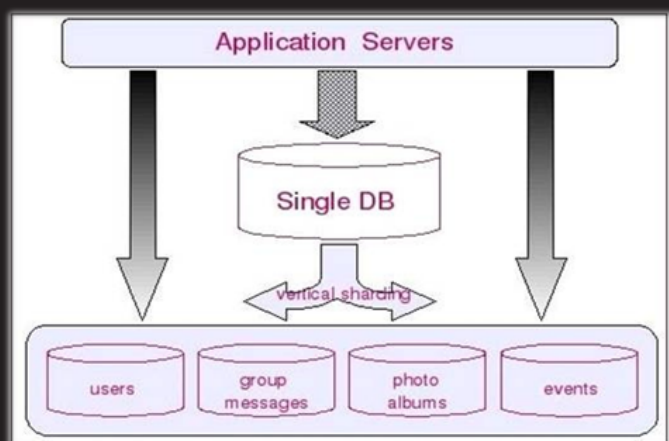 Application Servers
Single DB
vertical sharding
users
group
messages
photo
albums
events